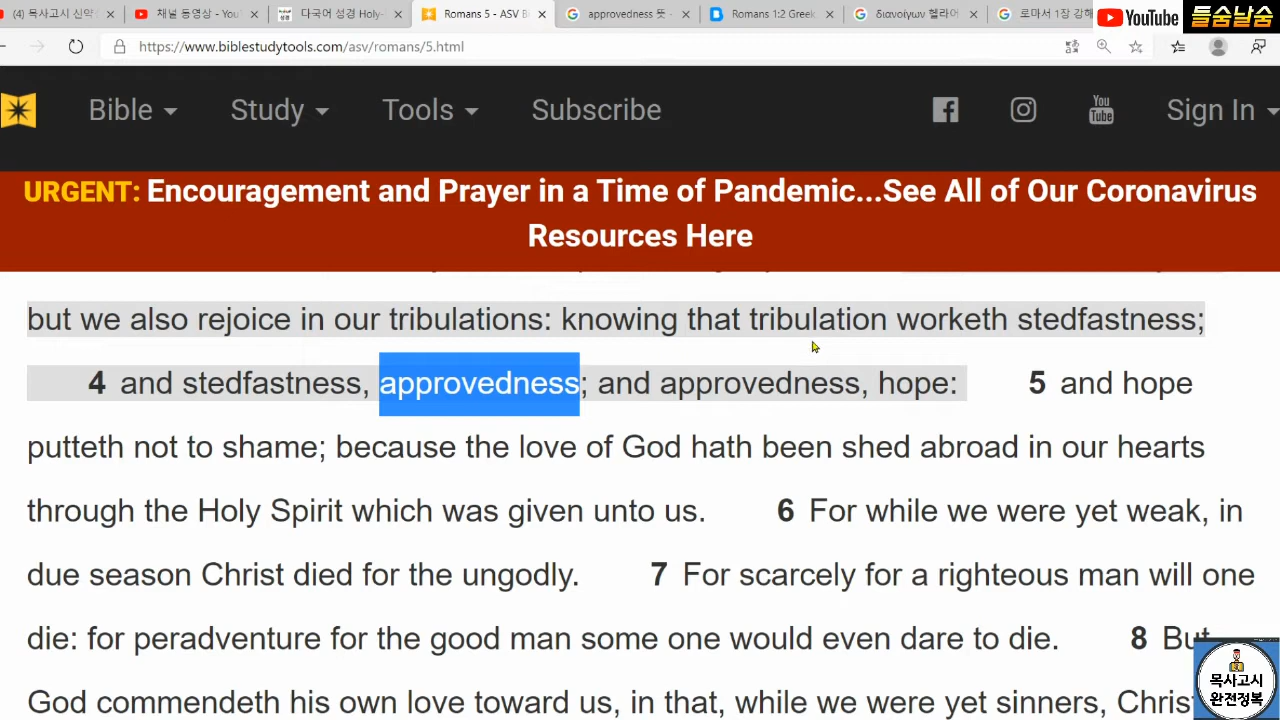 (4) 목사고시 신약
채널 동영상 - You
다국어 성경 Holy-
Romans 5 - ASV B
approvedness 뜻
Romans 1:2 Greek
διανοίγων 헬라어
로마서 1장 강해
YouTube
들숨날숨
https://www.biblestudytools.com/asv/romans/5.html
Bible Study Tools Subscribe You Tube Sign In
URGENT: Encouragement and Prayer in a Time of Pandemic...See All of Our Coronavirus
Resources Here
but we also rejoice in our tribulations: knowing that tribulation worketh stedfastness;
4 and stedfastness, approvedness; and approvedness, hope: 5 and hope
putteth not to shame; because the love of God hath been shed abroad in our hearts
through the Holy Spirit which was given unto us. 6 For while we were yet weak, in
due season Christ died for the ungodly. 7 For scarcely for a righteous man will one
die: for peradventure for the good man some one would even dare to die. 8 But
God commendeth his own love toward us, in that, while we were yet sinners, Christ
목사고시
완전정복